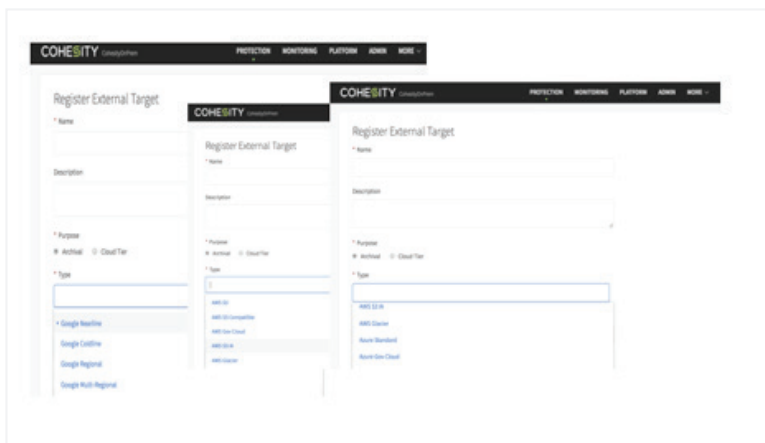 COHESITY CohesityOnPrem
PROTECTION MONITORING PLATFORM ADMIN MORE
Register External Target
* Name
Description
* Purpose
Archival Cloud Tier
* Type
Google Nearline
Google Coldline
Google Regional
Google Multi-Regional
COHESITY CohesityOnPrem
Register External Target
* Name
Description
* Purpose
Archival Cloud Tier
* Type
AWS S3
AWS S3 Compatible
AWS Gov Cloud
AWS S3 IA
AWS Glacier
COHESITY CohesityOnPrem
PROTECTION MONITORING PLATFORM ADMIN MORE
Register External Target
* Name
Description
* Purpose
Archival Cloud Tier
* Type
AWS S3 IA
AWS Glacier
Azure Standard
Azure Gov Cloud